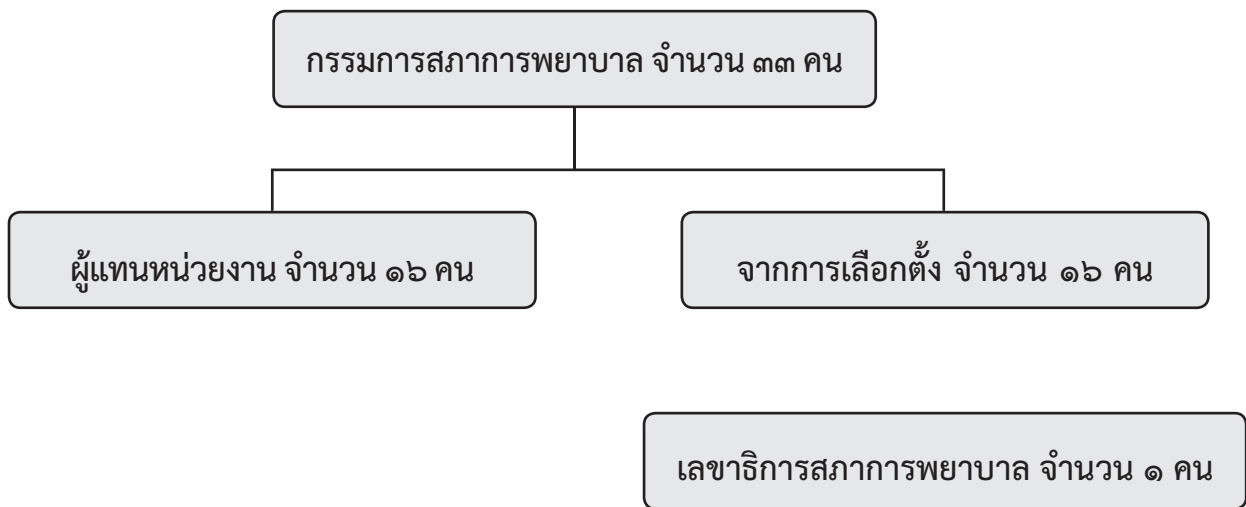 กรรมการสภาการพยาบาล จำนวน ๓๓ คน
ผู้แทนหน่วยงาน จำนวน ๑๖ คน
จากการเลือกตั้ง จำนวน ๑๖ คน
เลขาธิการสภาการพยาบาล จำนวน ๑ คน